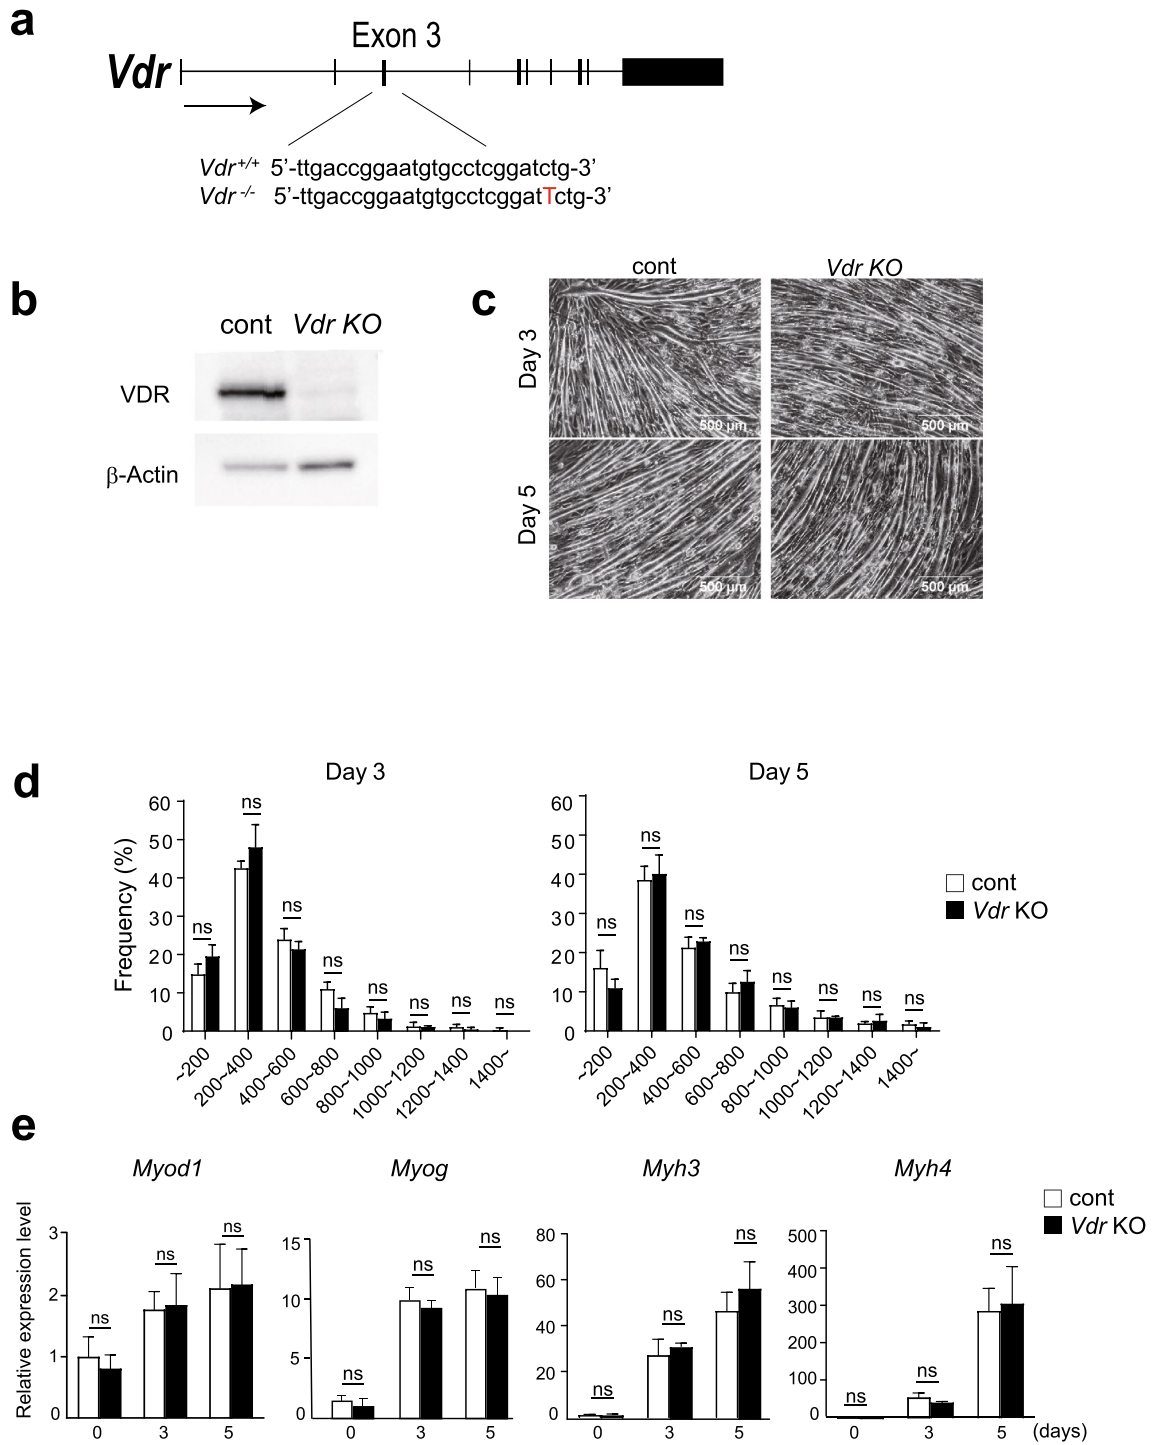 a
Exon 3
Vdr
Vdr+/+ 5’-ttgaccggaatgtgcctcggatctg-3’
Vdr -/- 5’-ttgaccggaatgtgcctcggatTctg-3’
b
cont Vdr KO
VDR
β-Actin
c
cont Vdr KO
Day 3
500 μm 500 μm
Day 5
500 μm 500 μm
d
Day 3
Frequency (%)
60
50
40
30
20
10
0
ns ns ns ns ns ns ns ns
~200 200~400 400~600 600~800 800~1000 1000~1200 1200~1400 1400~
Day 5
60
50
40
30
20
10
0
ns ns ns ns ns ns ns ns
~200 200~400 400~600 600~800 800~1000 1000~1200 1200~1400 1400~
cont
Vdr KO
e
Relative expression level
Myod1
3
2
1
0
ns ns ns
0 3 5
Myog
15
10
5
0
ns ns ns
0 3 5
Myh3
80
60
40
20
0
ns ns ns
0 3 5
Myh4
500
400
300
200
100
0
ns ns ns
0 3 5 (days)
cont
Vdr KO